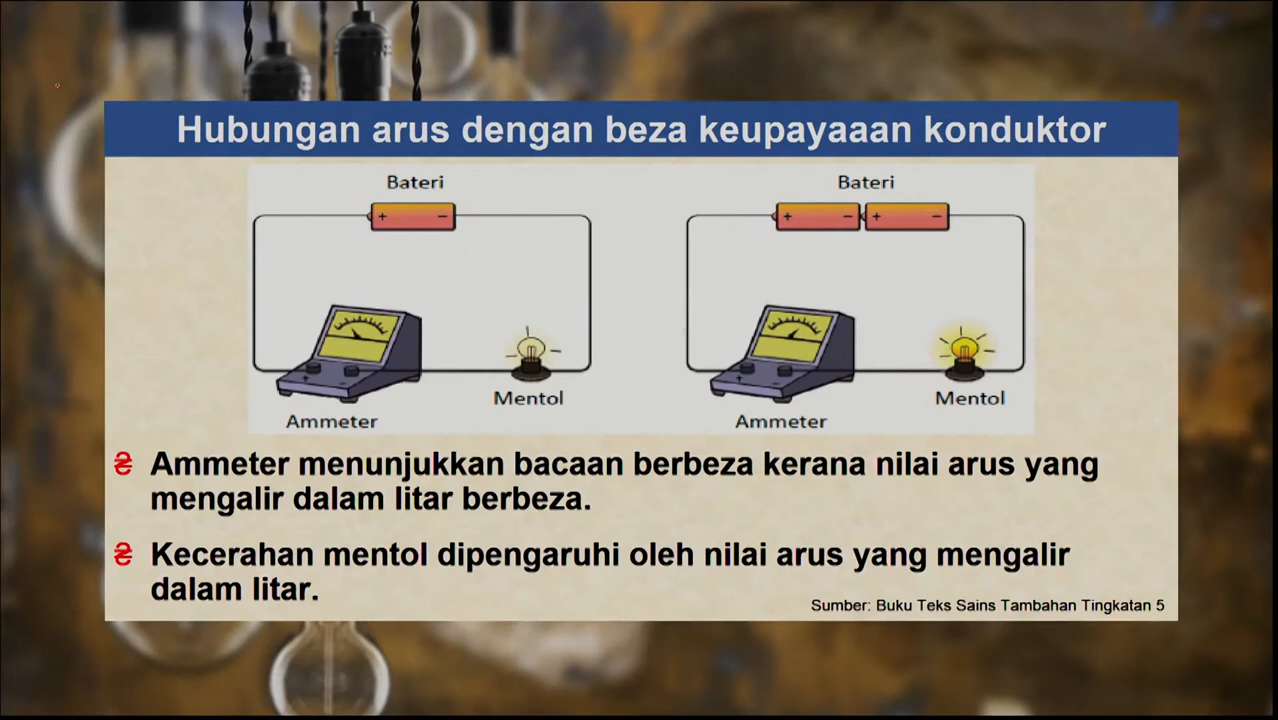 Hubungan arus dengan beza keupayaaan konduktor
Bateri
Bateri
+ −
+ − + −
Ammeter
Mentol
Ammeter
Mentol
Ammeter menunjukkan bacaan berbeza kerana nilai arus yang
mengalir dalam litar berbeza.
Kecerahan mentol dipengaruhi oleh nilai arus yang mengalir
dalam litar.
Sumber: Buku Teks Sains Tambahan Tingkatan 5